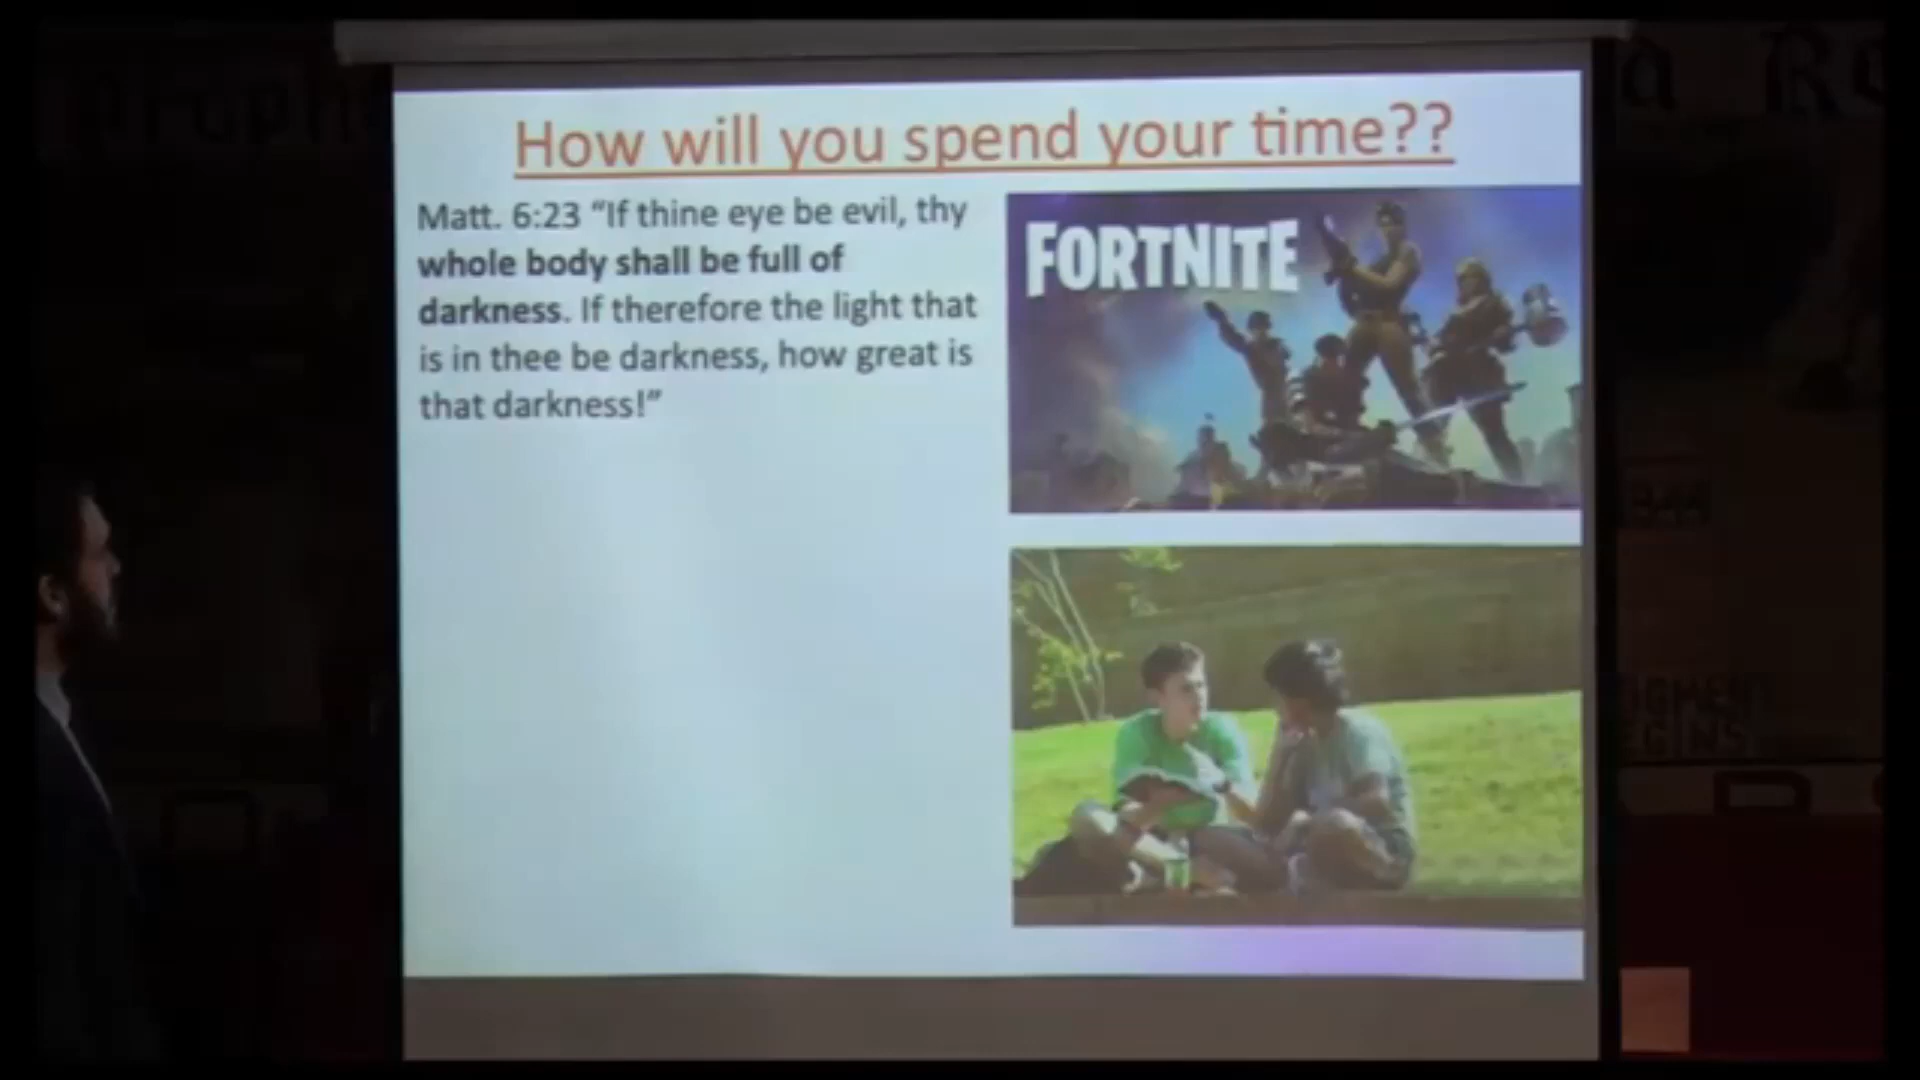 How will you spend your time??
Matt. 6:23 “If thine eye be evil, thy
whole body shall be full of
darkness. If therefore the light that
is in thee be darkness, how great is
that darkness!”
FORTNITE